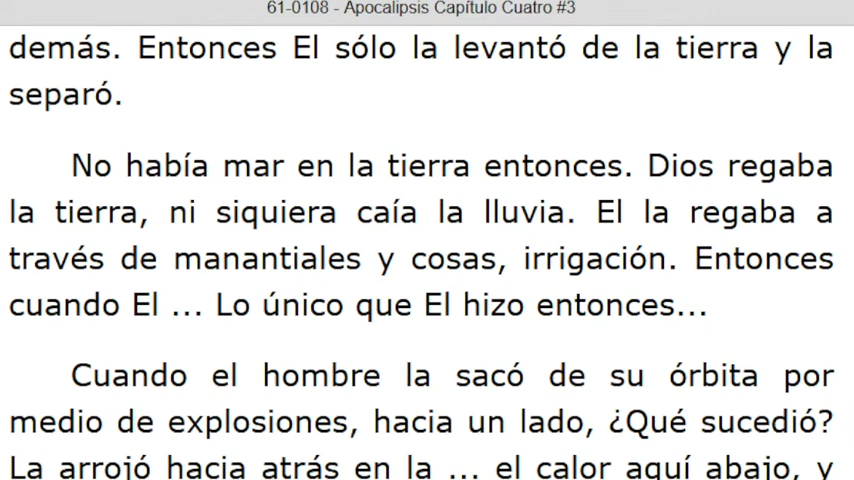 61-0108 - Apocalipsis Capítulo Cuatro #3
demás. Entonces El sólo la levantó de la tierra y la
separó.
No había mar en la tierra entonces. Dios regaba
la tierra, ni siquiera caía la lluvia. El la regaba a
través de manantiales y cosas, irrigación. Entonces
cuando El ... Lo único que El hizo entonces...
Cuando el hombre la sacó de su órbita por
medio de explosiones, hacia un lado, ¿Qué sucedió?
La arrojó hacia atrás en la ... el calor aquí abajo, y